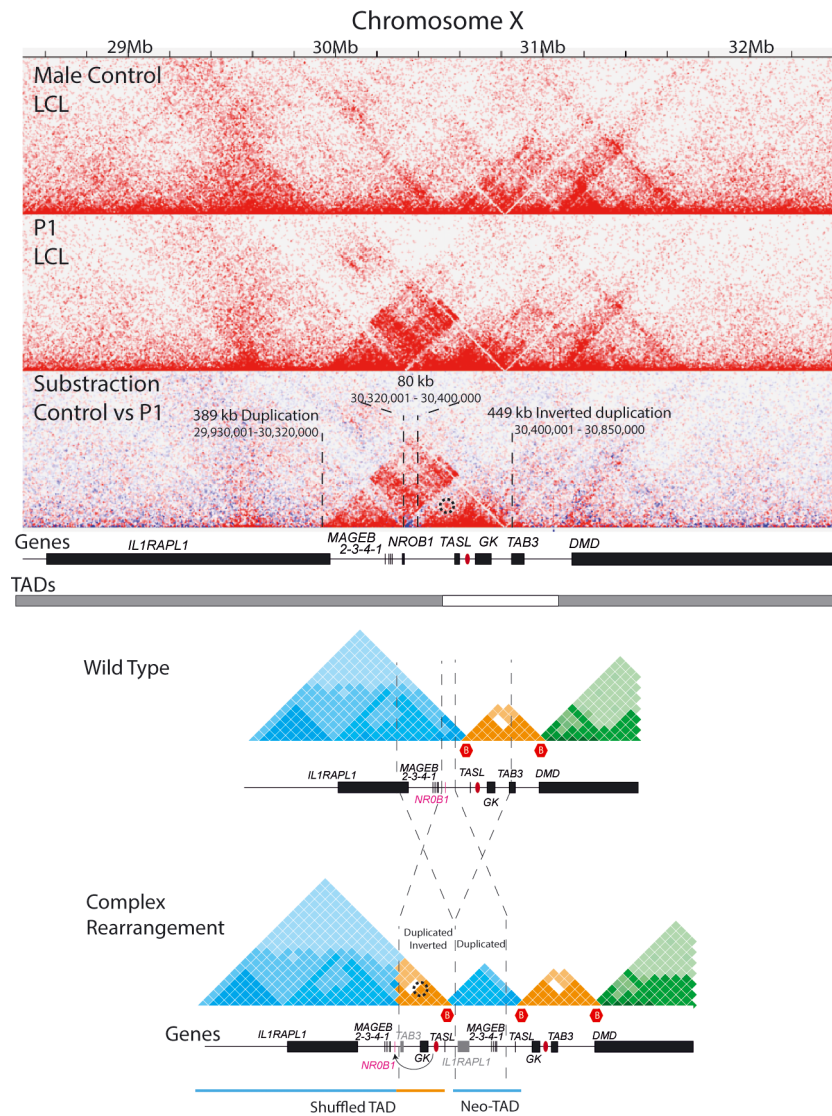 Chromosome X
29Mb 30Mb 31Mb 32Mb
Male Control
LCL
P1
LCL
Substraction
Control vs P1
80 kb
30,320,001 - 30,400,000
389 kb Duplication
29,930,001-30,320,000
449 kb Inverted duplication
30,400,001 - 30,850,000
Genes
IL1RAPL1
MAGEB
2-3-4-1
NROB1
TASL
GK
TAB3
DMD
TADs
Wild Type
B B
IL1RAPL1
MAGEB
2-3-4-1
NR0B1
TASL
GK
TAB3
DMD
Complex
Rearrangement
Duplicated
Inverted
Duplicated
B B B
Genes
IL1RAPL1
MAGEB
2-3-4-1
NR0B1
TAB3
GK
TASL
IL1RAPL1
MAGEB
2-3-4-1
TASL
GK
TAB3
DMD
Shuffled TAD
Neo-TAD